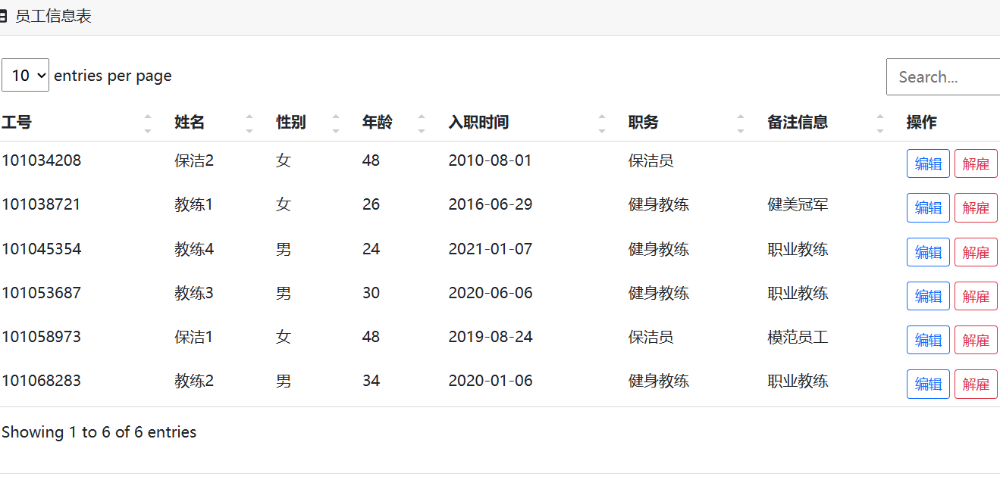 员工信息表
10 entries per page Search...
工号 姓名 性别 年龄 入职时间 职务 备注信息 操作
101034208 保洁2 女 48 2010-08-01 保洁员 编辑 解雇
101038721 教练1 女 26 2016-06-29 健身教练 健美冠军 编辑 解雇
101045354 教练4 男 24 2021-01-07 健身教练 职业教练 编辑 解雇
101053687 教练3 男 30 2020-06-06 健身教练 职业教练 编辑 解雇
101058973 保洁1 女 48 2019-08-24 保洁员 模范员工 编辑 解雇
101068283 教练2 男 34 2020-01-06 健身教练 职业教练 编辑 解雇
Showing 1 to 6 of 6 entries